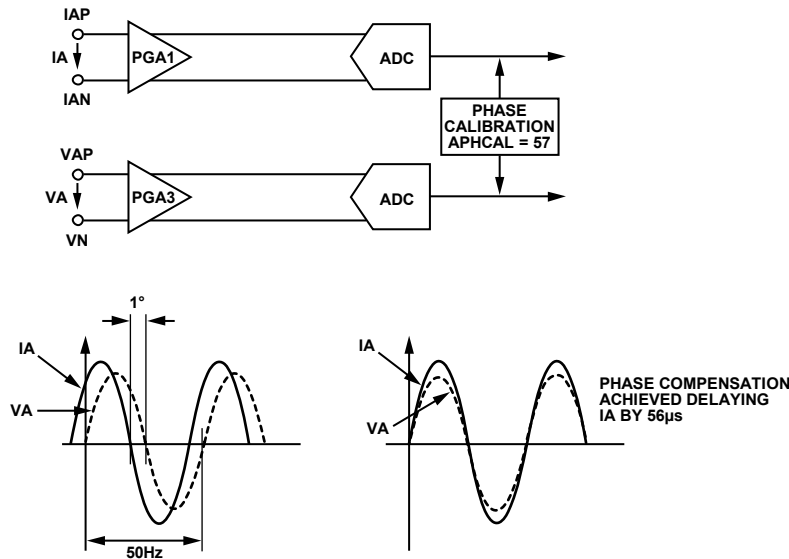 IAP
IA
PGA1
IAN
ADC
PHASE
CALIBRATION
APHCAL = 57
VAP
VA
PGA3
VN
ADC
1°
IA
VA
50Hz
IA
VA
PHASE COMPENSATION
ACHIEVED DELAYING
IA BY 56µs